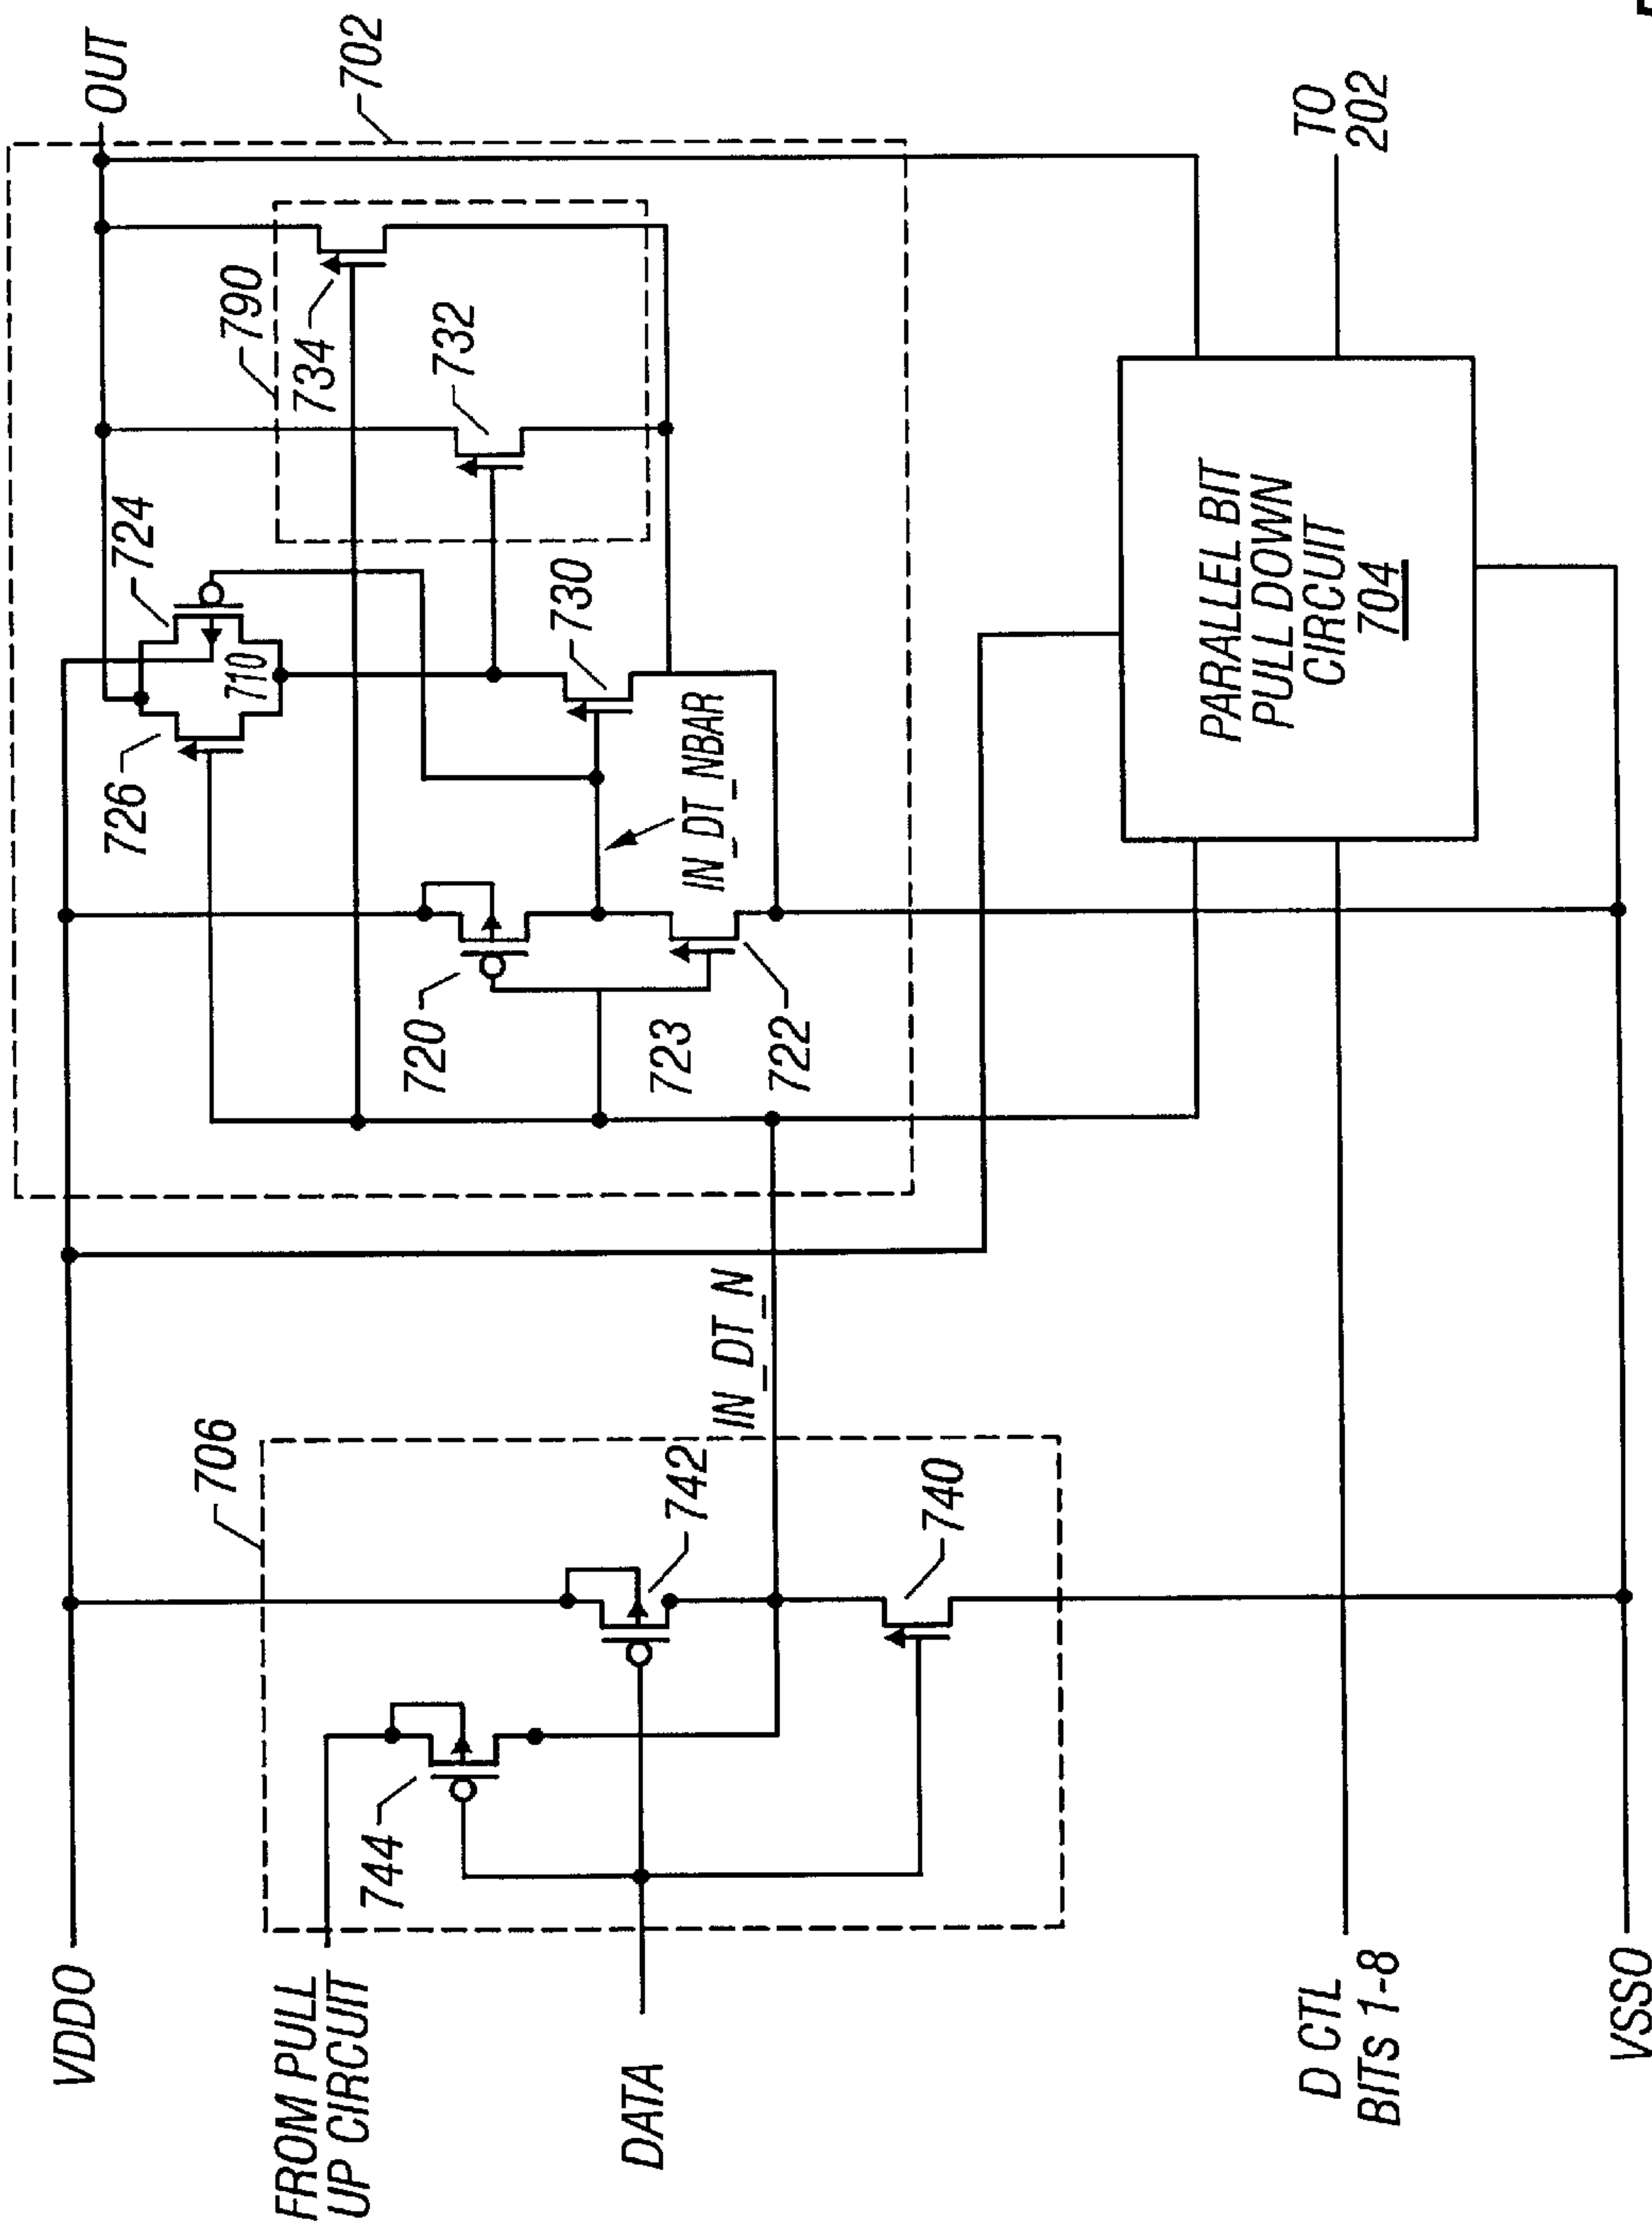 VDDO
FROM PULL
UP CIRCUIT
DATA
D CTL
BITs 1-8
VSSO
706
744
742
740
IN_DT_N
702
OUT
790
734
732
724
726
710
730
720
723
722
IN_DT_NBAR
PARALLEL BIT
PULL DOWN
CIRCUIT
704
TO
202